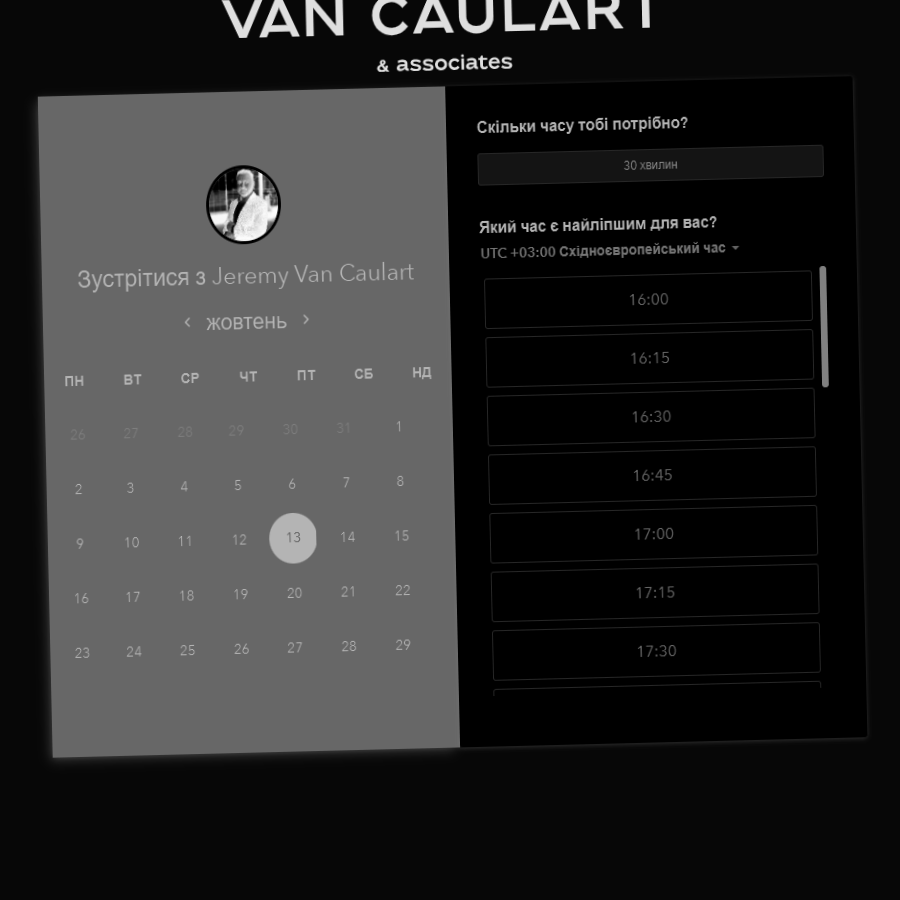 VAN CAULART
& associates
Зустрітися з Jeremy Van Caulart
‹ жовтень ›
ПН ВТ СР ЧТ ПТ СБ НД
26 27 28 29 30 31 1
2 3 4 5 6 7 8
9 10 11 12 13 14 15
16 17 18 19 20 21 22
23 24 25 26 27 28 29
Скільки часу тобі потрібно?
30 хвилин
Який час є найліпшим для вас?
UTC +03:00 Східноєвропейський час
16:00
16:15
16:30
16:45
17:00
17:15
17:30